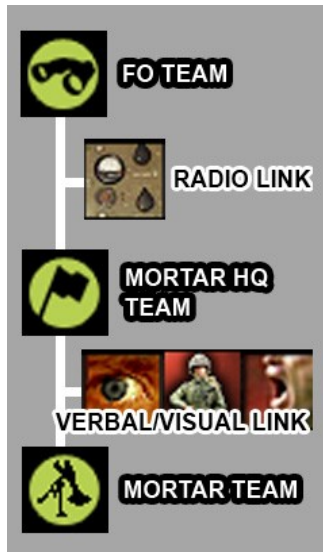 FO TEAM
RADIO LINK
MORTAR HQ
TEAM
VERBAL/VISUAL LINK
MORTAR TEAM